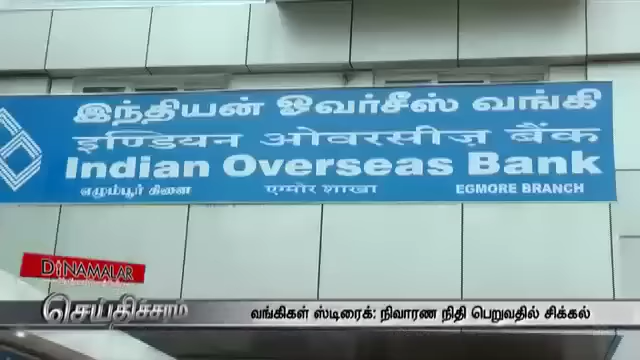 இந்தியன் ஓவர்சீஸ் வங்கி
इण्डियन ओवरसीज़ बैंक
Indian Overseas Bank
எழும்பூர் கிளை एग्मोर शाखा EGMORE BRANCH
DINAMALAR
செய்திச்சரம்
வங்கிகள் ஸ்டிரைக்: நிவாரண நிதி பெறுவதில் சிக்கல்